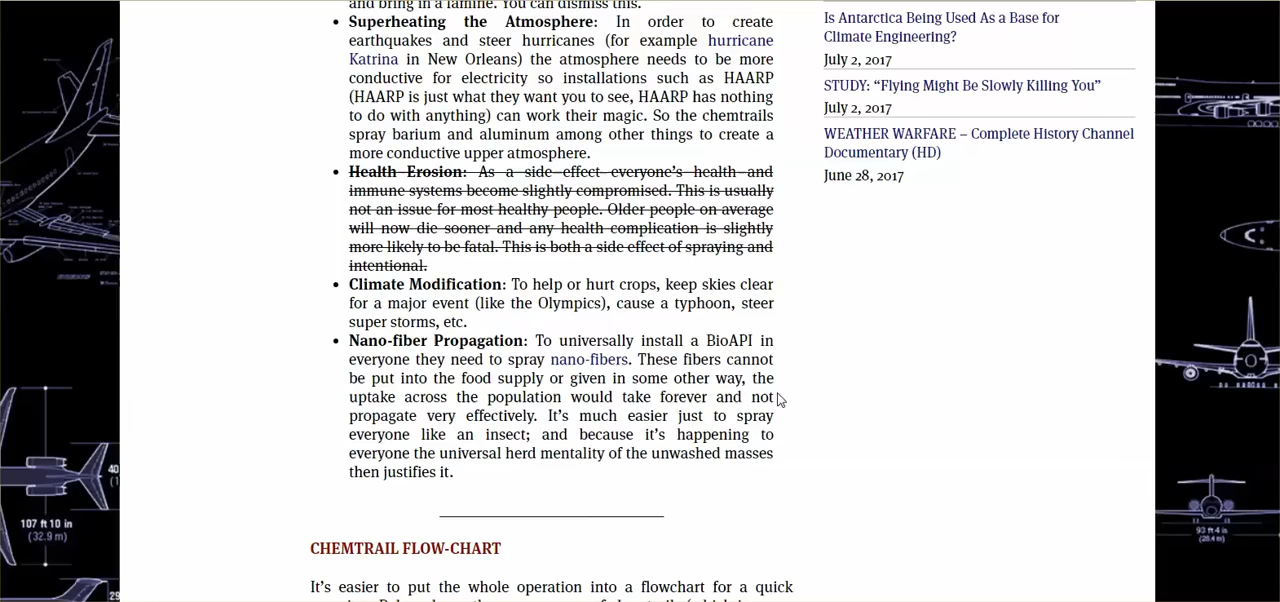 and bring in a famine. You can dismiss this.
• Superheating the Atmosphere: In order to create
earthquakes and steer hurricanes (for example hurricane
Katrina in New Orleans) the atmosphere needs to be more
conductive for electricity so installations such as HAARP
(HAARP is just what they want you to see, HAARP has nothing
to do with anything) can work their magic. So the chemtrails
spray barium and aluminum among other things to create a
more conductive upper atmosphere.
• Health Erosion: As a side effect everyone's health and
immune systems become slightly compromised. This is usually
not an issue for most healthy people. Older people on average
will now die sooner and any health complication is slightly
more likely to be fatal. This is both a side effect of spraying and
intentional.
• Climate Modification: To help or hurt crops, keep skies clear
for a major event (like the Olympics), cause a typhoon, steer
super storms, etc.
• Nano-fiber Propagation: To universally install a BioAPI in
everyone they need to spray nano-fibers. These fibers cannot
be put into the food supply or given in some other way, the
uptake across the population would take forever and not
propagate very effectively. It's much easier just to spray
everyone like an insect; and because it's happening to
everyone the universal herd mentality of the unwashed masses
then justifies it.
CHEMTRAIL FLOW-CHART
It's easier to put the whole operation into a flowchart for a quick
Is Antarctica Being Used As a Base for
Climate Engineering?
July 2, 2017
STUDY: “Flying Might Be Slowly Killing You”
July 2, 2017
WEATHER WARFARE – Complete History Channel
Documentary (HD)
June 28, 2017
40
(1
107 ft 10 in
(32.9 m)
29
93 ft 4 in
(28.4 m)